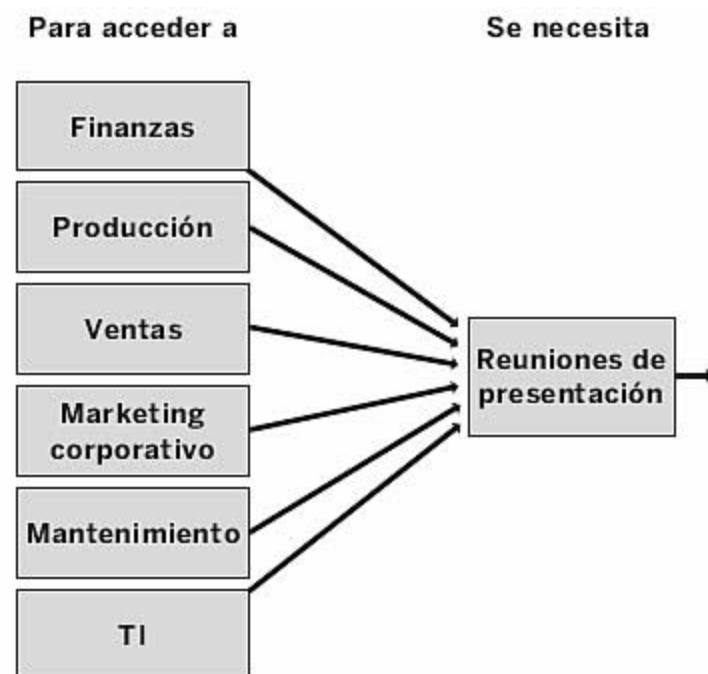 Para acceder a
Se necesita
Finanzas
Producción
Ventas
Marketing
corporativo
Mantenimiento
TI
Reuniones de
presentación